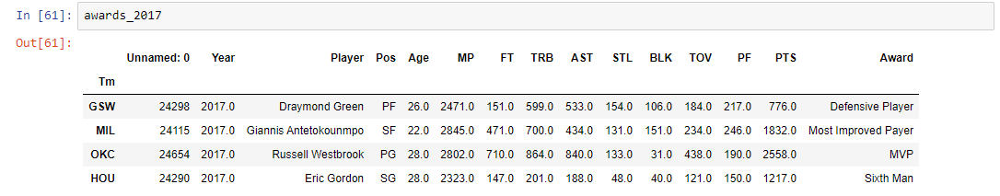 In [61]: awards_2017
Out[61]:
Unnamed: 0 Year Player Pos Age MP FT TRB AST STL BLK TOV PF PTS Award
Tm
GSW 24298 2017.0 Draymond Green PF 26.0 2471.0 151.0 599.0 533.0 154.0 106.0 184.0 217.0 776.0 Defensive Player
MIL 24115 2017.0 Giannis Antetokounmpo SF 22.0 2845.0 471.0 700.0 434.0 131.0 151.0 234.0 246.0 1832.0 Most Improved Payer
OKC 24654 2017.0 Russell Westbrook PG 28.0 2802.0 710.0 864.0 840.0 133.0 31.0 438.0 190.0 2558.0 MVP
HOU 24290 2017.0 Eric Gordon SG 28.0 2323.0 147.0 201.0 188.0 48.0 40.0 121.0 150.0 1217.0 Sixth Man